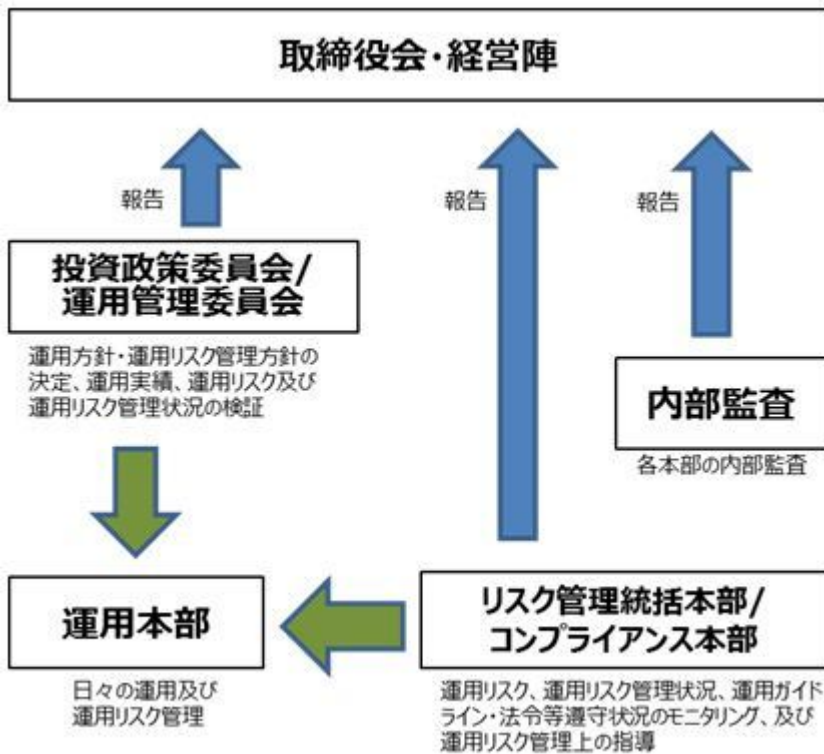 取締役会・経営陣
報告
報告
報告
投資政策委員会/
運用管理委員会
運用方針・運用リスク管理方針の
決定、運用実績、運用リスク及び
運用リスク管理状況の検証
内部監査
各本部の内部監査
運用本部
日々の運用及び
運用リスク管理
リスク管理統括本部/
コンプライアンス本部
運用リスク、運用リスク管理状況、運用ガイド
ライン・法令等遵守状況のモニタリング、及び
運用リスク管理上の指導